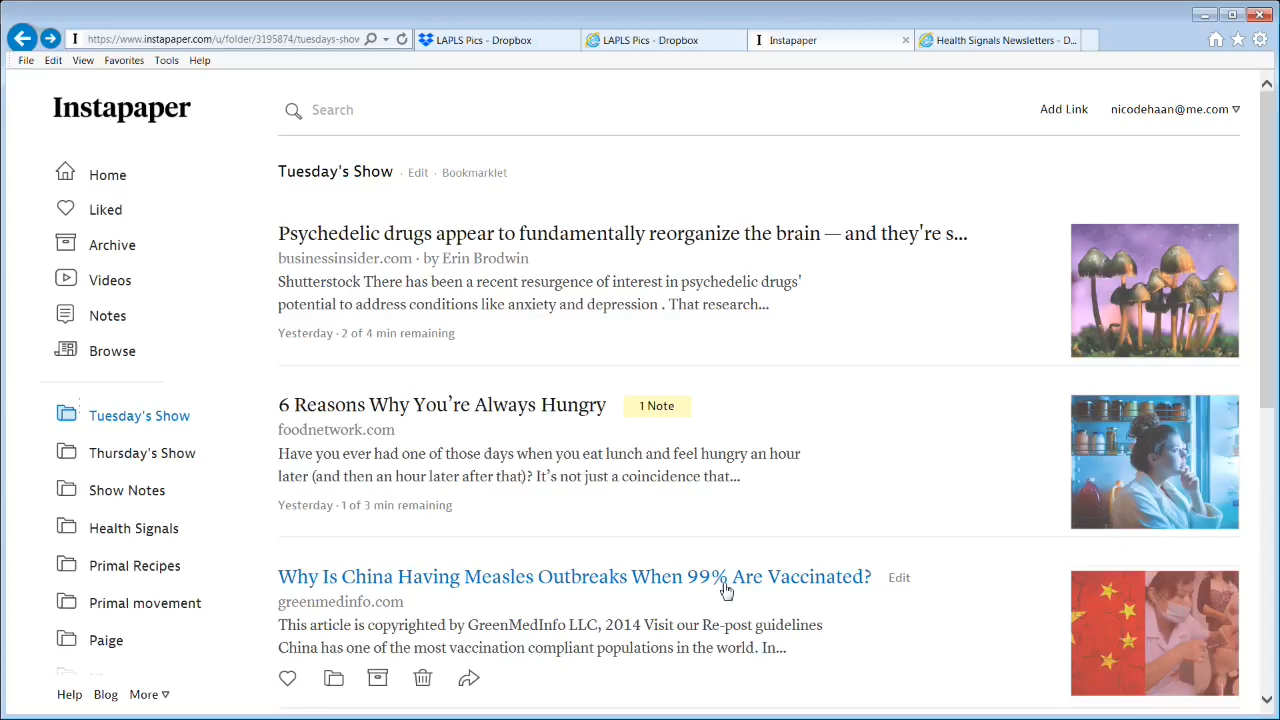 https://www.instapaper.com/u/folder/3195874/tuesdays-show
LAPLS Pics - Dropbox
LAPLS Pics - Dropbox
Instapaper
Health Signals Newsletters - D...
File Edit View Favorites Tools Help
Instapaper
Search
Add Link
nicodehaan@me.com
Home
Liked
Archive
Videos
Notes
Browse
Tuesday's Show
Thursday's Show
Show Notes
Health Signals
Primal Recipes
Primal movement
Paige
Help Blog More
Tuesday's Show · Edit · Bookmarklet
Psychedelic drugs appear to fundamentally reorganize the brain — and they're s...
businessinsider.com · by Erin Brodwin
Shutterstock There has been a recent resurgence of interest in psychedelic drugs'
potential to address conditions like anxiety and depression . That research...
Yesterday · 2 of 4 min remaining
6 Reasons Why You're Always Hungry 1 Note
foodnetwork.com
Have you ever had one of those days when you eat lunch and feel hungry an hour
later (and then an hour later after that)? It's not just a coincidence that...
Yesterday · 1 of 3 min remaining
Why Is China Having Measles Outbreaks When 99% Are Vaccinated? Edit
greenmedinfo.com
This article is copyrighted by GreenMedInfo LLC, 2014 Visit our Re-post guidelines
China has one of the most vaccination compliant populations in the world. In...